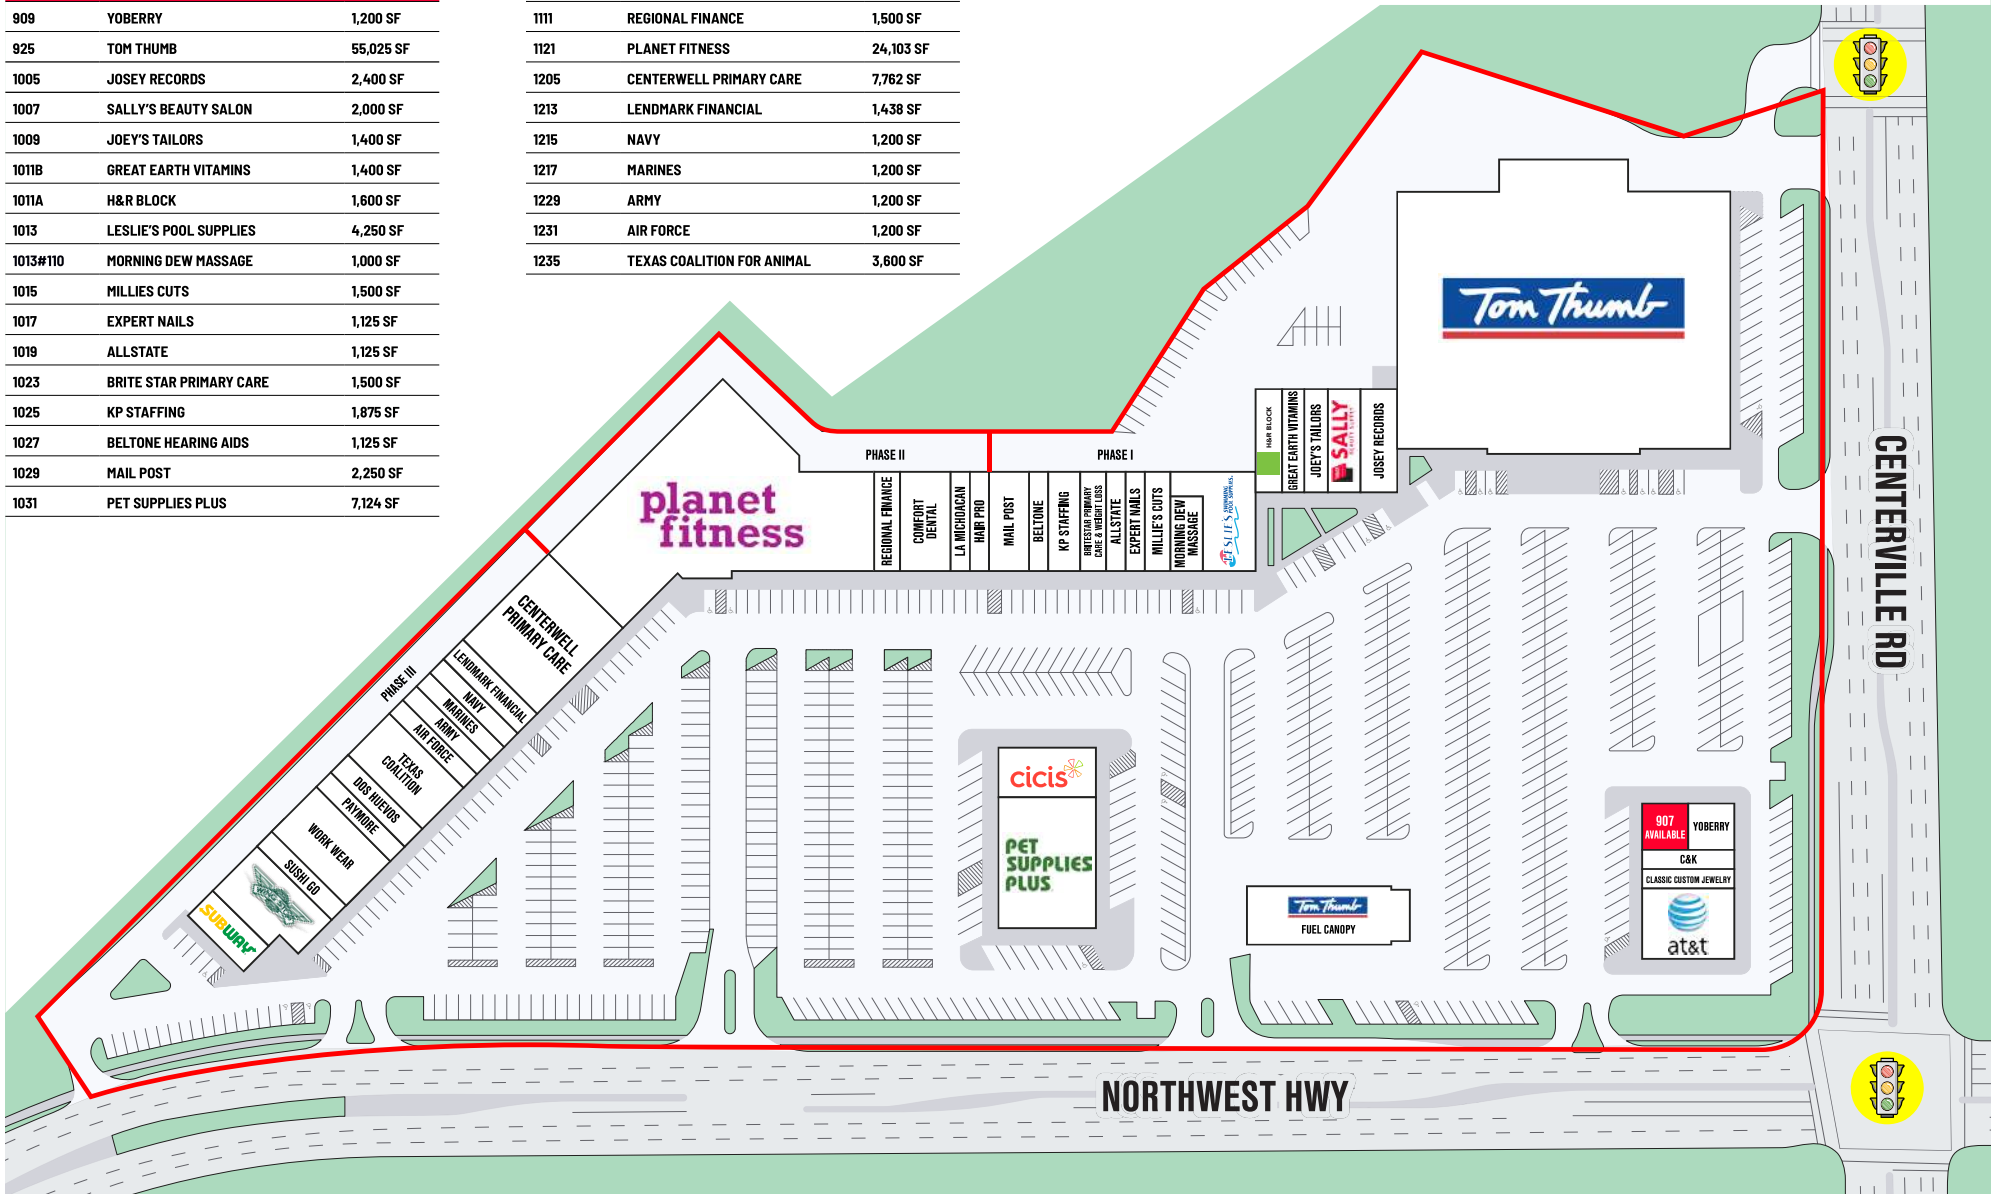 909 YOBERRY 1,200 SF
925 TOM THUMB 55,025 SF
1005 JOSEY RECORDS 2,400 SF
1007 SALLY'S BEAUTY SALON 2,000 SF
1009 JOEY'S TAILORS 1,400 SF
1011B GREAT EARTH VITAMINS 1,400 SF
1011A H&R BLOCK 1,600 SF
1013 LESLIE'S POOL SUPPLIES 4,250 SF
1013#110 MORNING DEW MASSAGE 1,000 SF
1015 MILLIES CUTS 1,500 SF
1017 EXPERT NAILS 1,125 SF
1019 ALLSTATE 1,125 SF
1023 BRITE STAR PRIMARY CARE 1,500 SF
1025 KP STAFFING 1,875 SF
1027 BELTONE HEARING AIDS 1,125 SF
1029 MAIL POST 2,250 SF
1031 PET SUPPLIES PLUS 7,124 SF
1111 REGIONAL FINANCE 1,500 SF
1121 PLANET FITNESS 24,103 SF
1205 CENTERWELL PRIMARY CARE 7,762 SF
1213 LENDMARK FINANCIAL 1,438 SF
1215 NAVY 1,200 SF
1217 MARINES 1,200 SF
1229 ARMY 1,200 SF
1231 AIR FORCE 1,200 SF
1235 TEXAS COALITION FOR ANIMAL 3,600 SF
Tom Thumb
H&R BLOCK
GREAT EARTH VITAMINS
JOEY'S TAILORS
SALLY
BEAUTY SUPPLY
JOSEY RECORDS
PHASE II
PHASE I
planet
fitness
REGIONAL FINANCE
COMFORT
DENTAL
LA MICHOACAN
HAIR PRO
MAIL POST
BELTONE
KP STAFFING
BRITESTAR PRIMARY
CARE & WEIGHT LOSS
ALLSTATE
EXPERT NAILS
MILLIE'S CUTS
MORNING DEW
MASSAGE
LESLIE'S
SWIMMING
POOL SUPPLIES
CENTERWELL
PRIMARY CARE
PHASE III
LENDMARK FINANCIAL
NAVY
MARINES
ARMY
AIR FORCE
TEXAS
COALITION
DOS HUEVOS
PAYMORE
WORK WEAR
SUSHI GO
SUBWAY
cicis
PET
SUPPLIES
PLUS
Tom Thumb
FUEL CANOPY
907
AVAILABLE
YOBERRY
C&K
CLASSIC CUSTOM JEWELRY
at&t
CENTERVILLE RD
NORTHWEST HWY